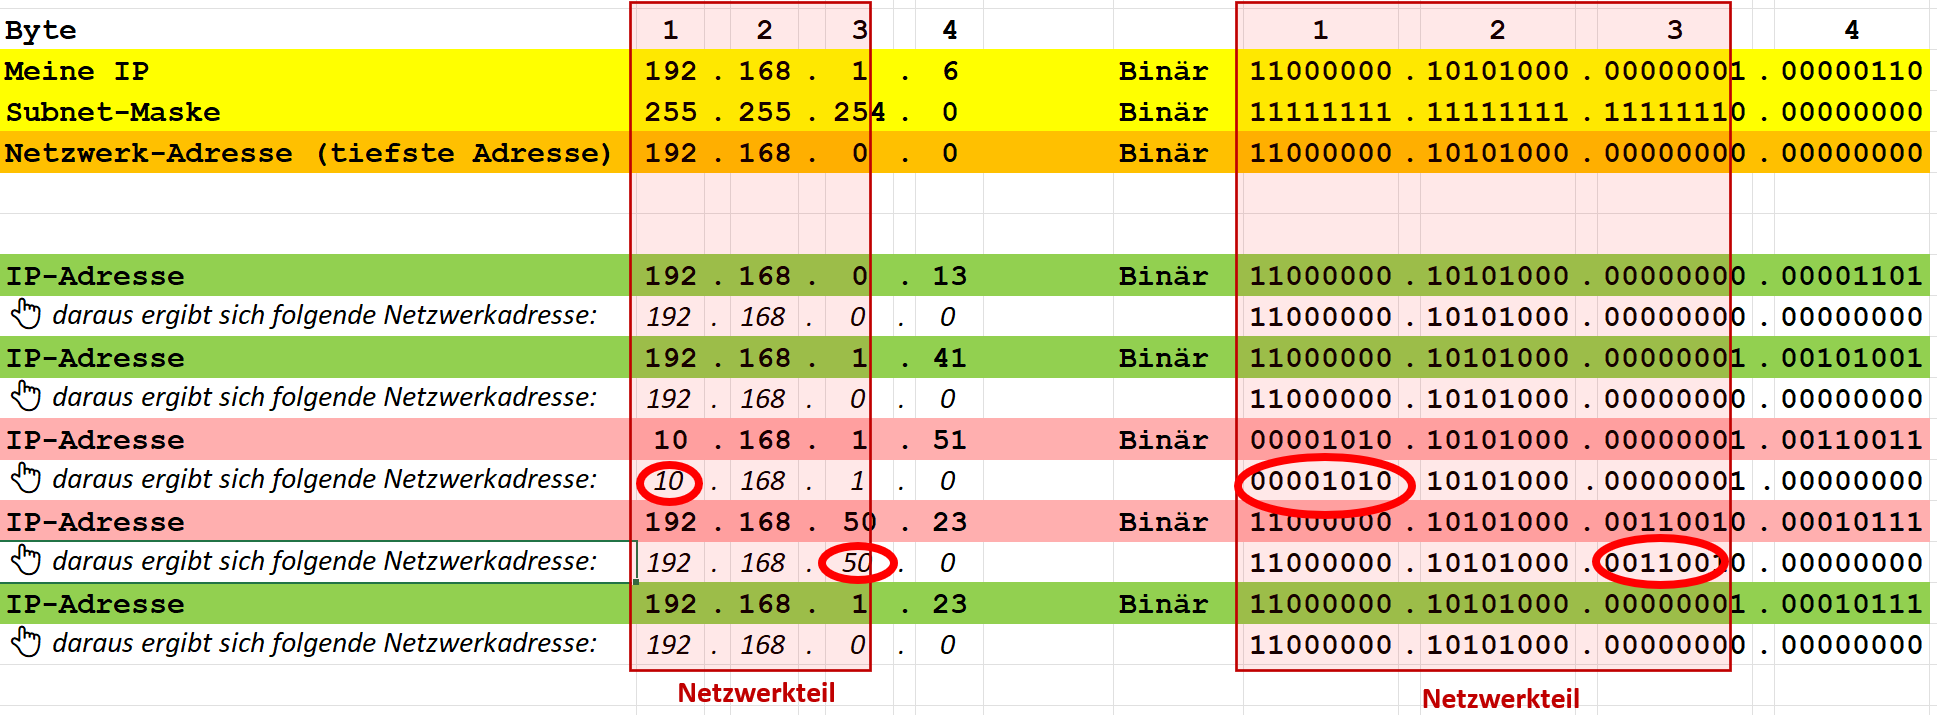 Byte 1 2 3 4 1 2 3 4
Meine IP 192 . 168 . 1 . 6 Binär 11000000 . 10101000 . 00000001 . 00000110
Subnet-Maske 255 . 255 . 254 . 0 Binär 11111111 . 11111111 . 11111110 . 00000000
Netzwerk-Adresse (tiefste Adresse) 192 . 168 . 0 . 0 Binär 11000000 . 10101000 . 00000000 . 00000000
IP-Adresse 192 . 168 . 0 . 13 Binär 11000000 . 10101000 . 00000000 . 00001101
daraus ergibt sich folgende Netzwerkadresse: 192 . 168 . 0 . 0 11000000 . 10101000 . 00000000 . 00000000
IP-Adresse 192 . 168 . 1 . 41 Binär 11000000 . 10101000 . 00000001 . 00101001
daraus ergibt sich folgende Netzwerkadresse: 192 . 168 . 0 . 0 11000000 . 10101000 . 00000000 . 00000000
IP-Adresse 10 . 168 . 1 . 51 Binär 00001010 . 10101000 . 00000001 . 00110011
daraus ergibt sich folgende Netzwerkadresse: 10 . 168 . 1 . 0 00001010 . 10101000 . 00000001 . 00000000
IP-Adresse 192 . 168 . 50 . 23 Binär 11000000 . 10101000 . 00110010 . 00010111
daraus ergibt sich folgende Netzwerkadresse: 192 . 168 . 50 . 0 11000000 . 10101000 . 00110010 . 00000000
IP-Adresse 192 . 168 . 1 . 23 Binär 11000000 . 10101000 . 00000001 . 00010111
daraus ergibt sich folgende Netzwerkadresse: 192 . 168 . 0 . 0 11000000 . 10101000 . 00000000 . 00000000
Netzwerkteil Netzwerkteil